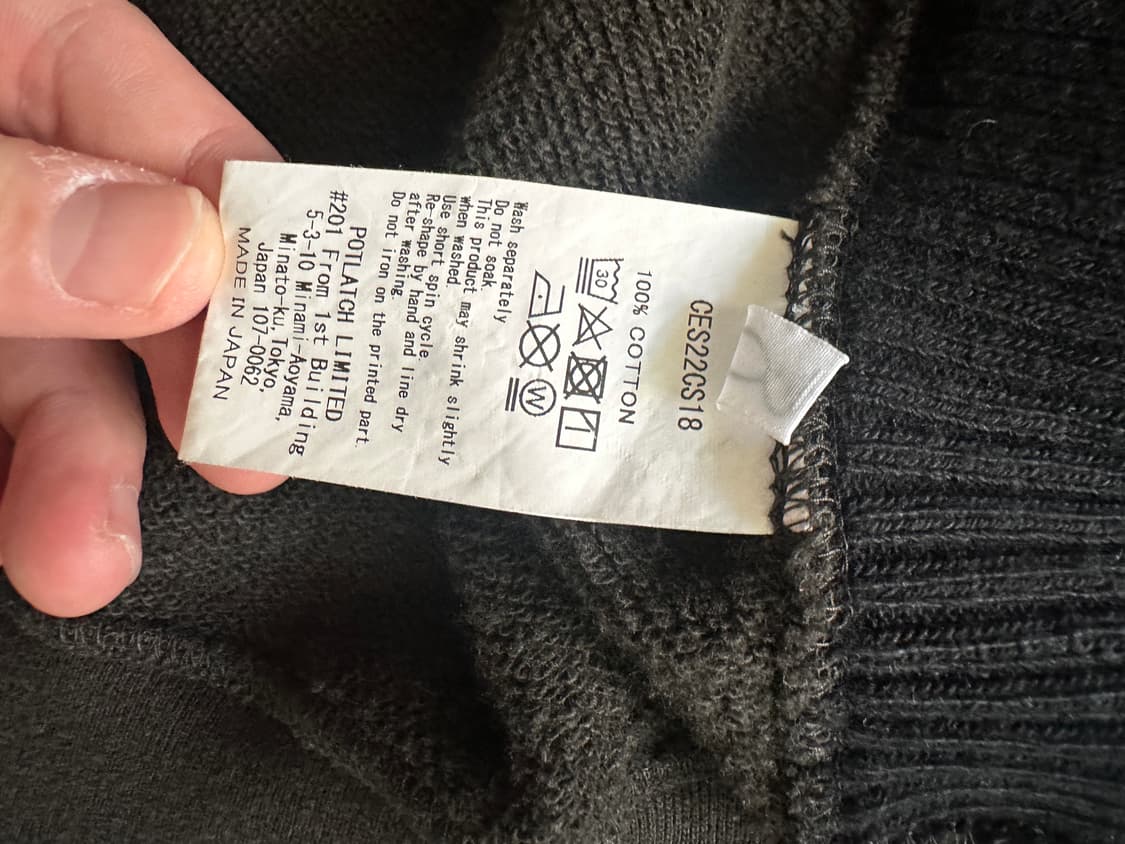 CES22CS18
100% COTTON
30
W
Wash separately
Do not soak.
This product may shrink slightly
when washed.
Use short spin cycle.
Re-shape by hand and line dry
after washing.
Do not iron on the printed part.
POTLATCH LIMITED
#201 From 1st Building
5-3-10 Minami-Aoyama,
Minato-ku, Tokyo,
Japan 107-0062
MADE IN JAPAN